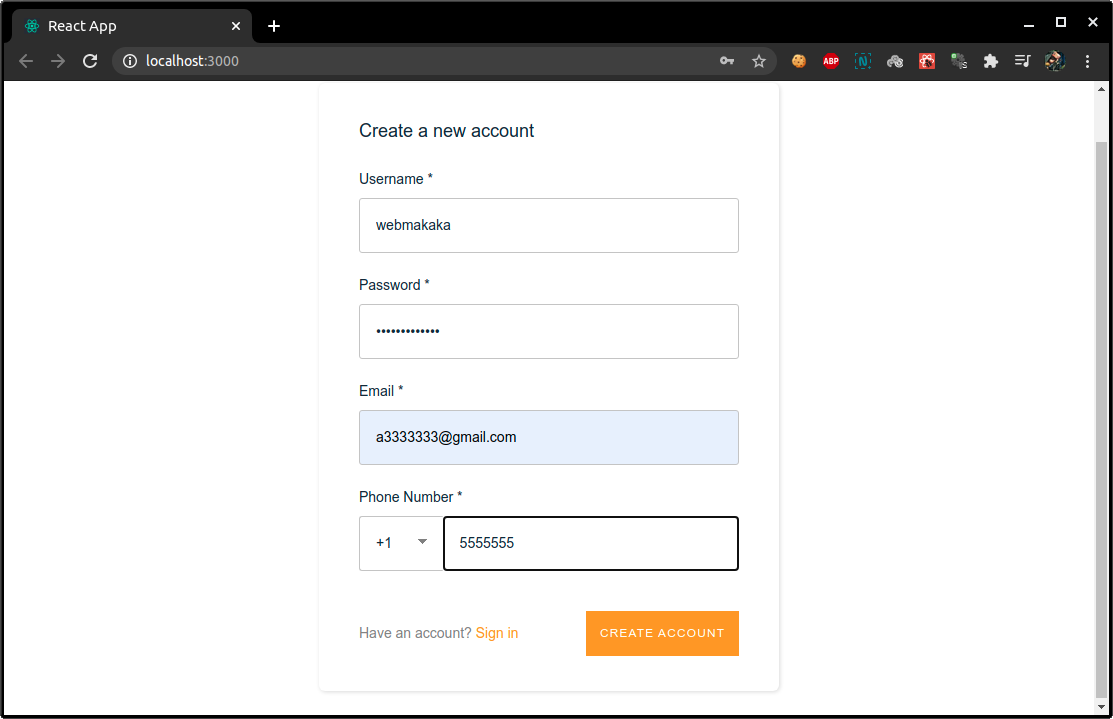 React App
localhost:3000
ABP
Create a new account
Username *
webmakaka
Password *
•••••••••••••
Email *
a3333333@gmail.com
Phone Number *
+1
5555555
Have an account? Sign in
CREATE ACCOUNT